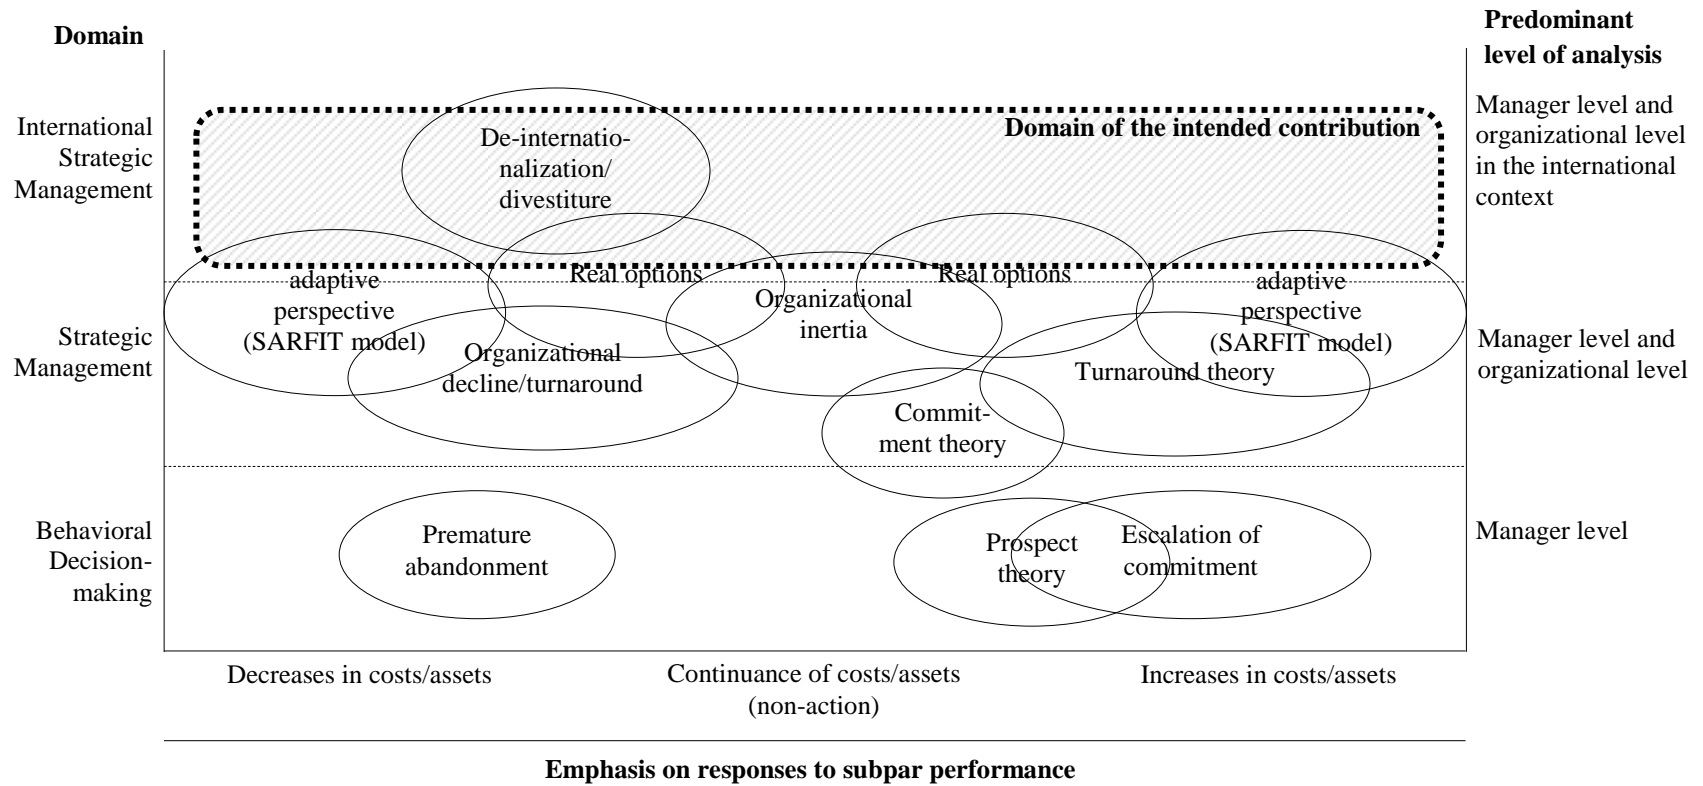 Domain
Predominant
level of analysis
International
Strategic
Management
De-internatio-
nalization/
divestiture
Domain of the intended contribution
Manager level and
organizational level
in the international
context
adaptive
perspective
(SARFIT model)
Real options
Organizational
inertia
Real options
adaptive
perspective
(SARFIT model)
Strategic
Management
Organizational
decline/turnaround
Turnaround theory
Manager level and
organizational level
Commit-
ment theory
Behavioral
Decision-
making
Premature
abandonment
Prospect
theory
Escalation of
commitment
Manager level
Decreases in costs/assets
Continuance of costs/assets
(non-action)
Increases in costs/assets
Emphasis on responses to subpar performance